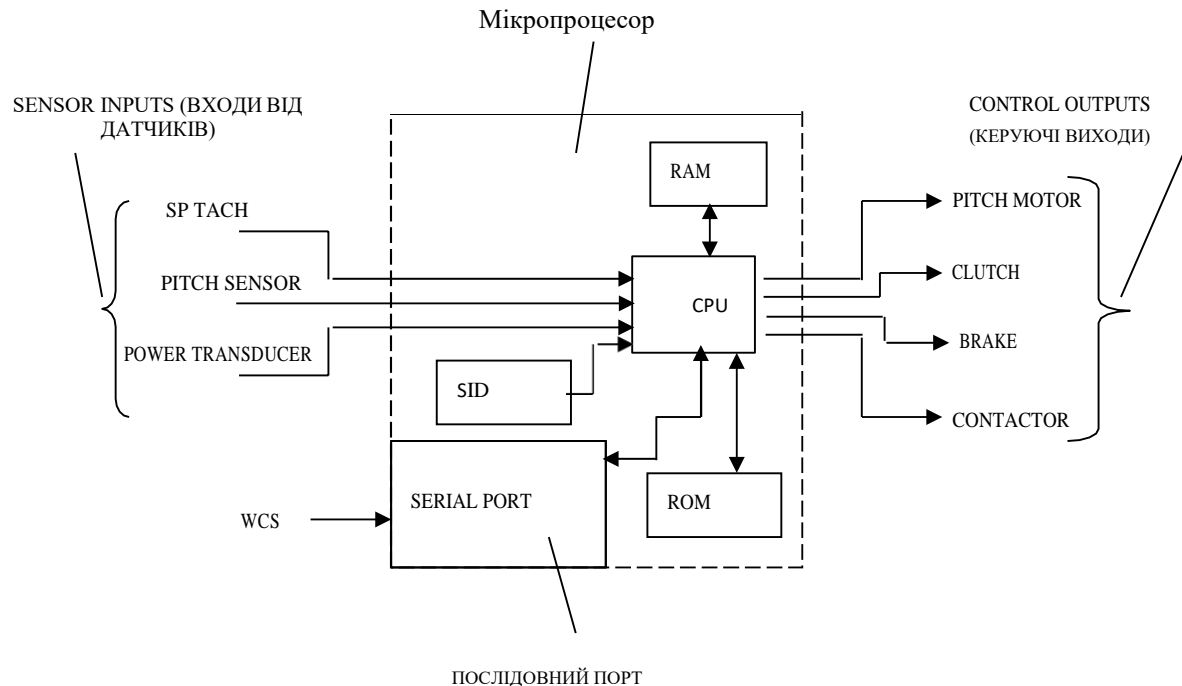 Мікропроцесор
SENSOR INPUTS (ВХОДИ ВІД
ДАТЧИКІВ)
CONTROL OUTPUTS
(КЕРУЮЧІ ВИХОДИ)
RAM
SP TACH
PITCH MOTOR
PITCH SENSOR
CPU
CLUTCH
POWER TRANSDUCER
BRAKE
SID
CONTACTOR
SERIAL PORT
ROM
WCS
ПОСЛІДОВНИЙ ПОРТ